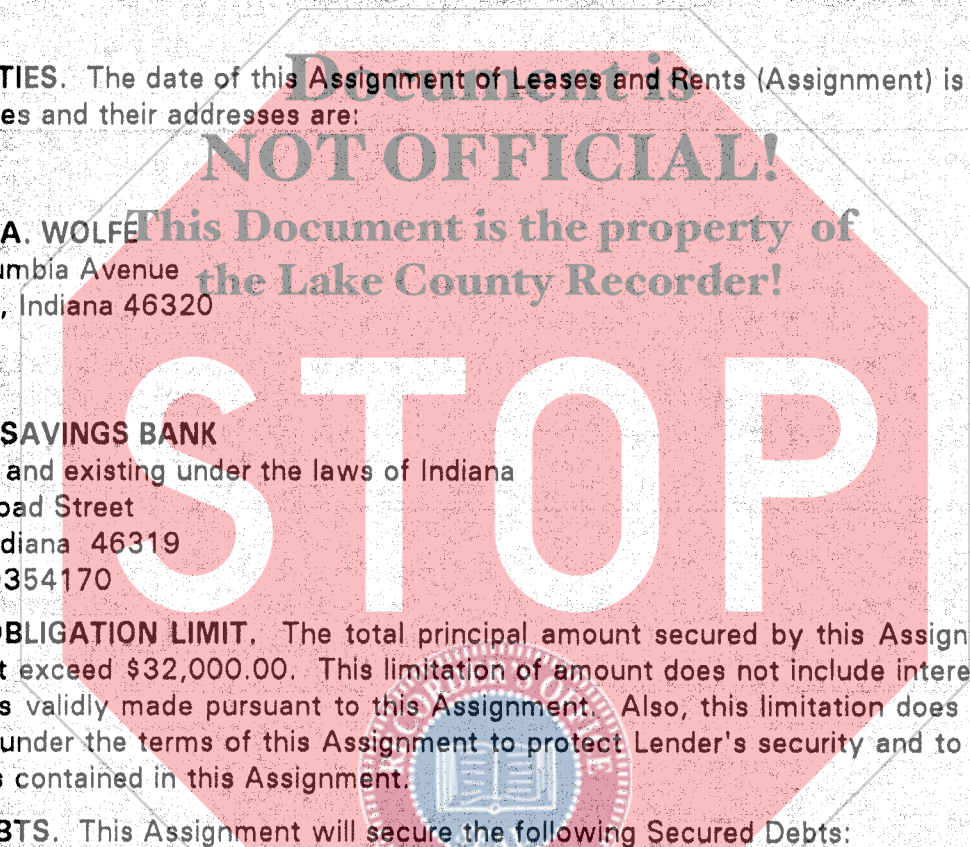 TIES. The date of this Assignment of Leases and Rents (Assignment) is
Document is
es and their addresses are:
NOT OFFICIAL!
A. WOLFE
This Document is the property of
umbia Avenue
the Lake County Recorder!
, Indiana 46320
STOP
SAVINGS BANK
and existing under the laws of Indiana
oad Street
diana 46319
354170
OBLIGATION LIMIT. The total principal amount secured by this Assign
t exceed $32,000.00. This limitation of amount does not include intere
s validly made pursuant to this Assignment. Also, this limitation does
under the terms of this Assignment to protect Lender's security and to
s contained in this Assignment.
RECORDER'S OFFICE
BTS. This Assignment will secure the following Secured Debts: